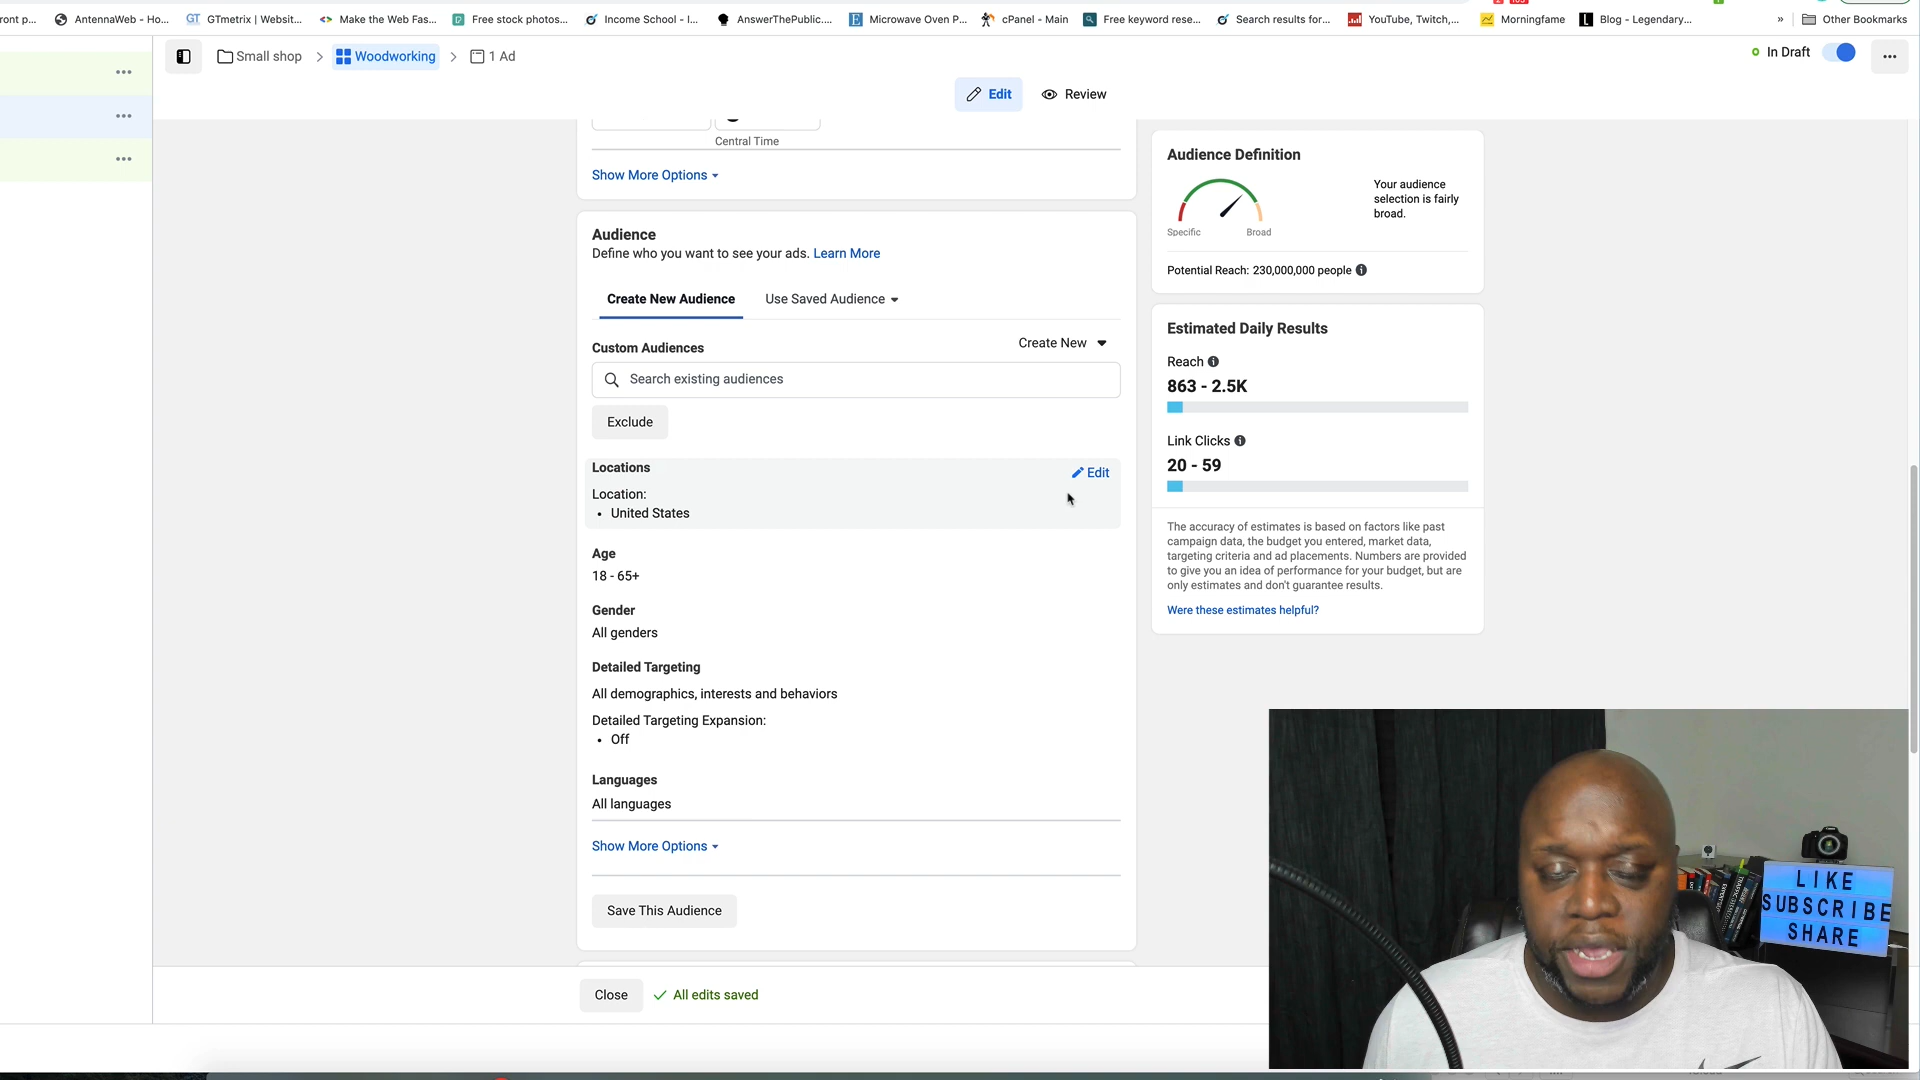 ront p...
AntennaWeb - Ho...
GT GTmetrix | Websit...
Make the Web Fas...
Free stock photos...
Income School - I...
AnswerThePublic....
E Microwave Oven P...
cPanel - Main
Free keyword rese...
Search results for...
YouTube, Twitch,...
Morningfame
L Blog - Legendary...
»
Other Bookmarks
Small shop > Woodworking > 1 Ad
In Draft
Edit
Review
Central Time
Show More Options
Audience
Define who you want to see your ads. Learn More
Create New Audience
Use Saved Audience
Custom Audiences
Create New
Search existing audiences
Exclude
Locations
Edit
Location:
• United States
Age
18 - 65+
Gender
All genders
Detailed Targeting
All demographics, interests and behaviors
Detailed Targeting Expansion:
• Off
Languages
All languages
Show More Options
Save This Audience
Close
All edits saved
Audience Definition
Your audience
selection is fairly
broad.
Specific
Broad
Potential Reach: 230,000,000 people
Estimated Daily Results
Reach
863 - 2.5K
Link Clicks
20 - 59
The accuracy of estimates is based on factors like past
campaign data, the budget you entered, market data,
targeting criteria and ad placements. Numbers are provided
to give you an idea of performance for your budget, but are
only estimates and don't guarantee results.
Were these estimates helpful?
LIKE
SUBSCRIBE
SHARE